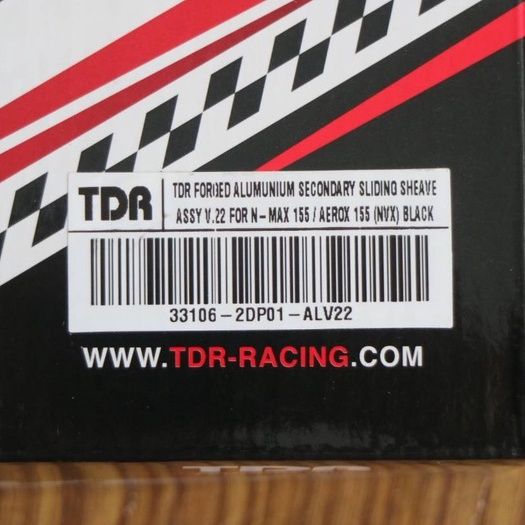 TDR
TDR FORGED ALUMUNIUM SECONDARY SLIDING SHEAVE
ASSY V.22 FOR N-MAX 155 / AEROX 155 (NVX) BLACK
33106-2DP01-ALV22
WWW.TDR-RACING.COM